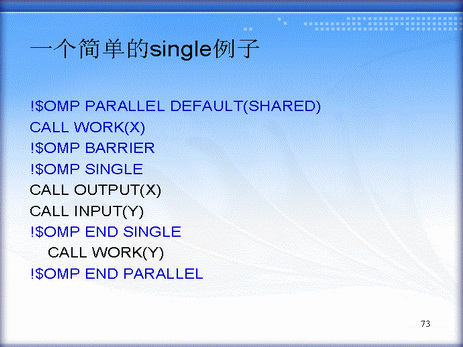 一个简单的single例子
!$OMP PARALLEL DEFAULT(SHARED)
CALL WORK(X)
!$OMP BARRIER
!$OMP SINGLE
CALL OUTPUT(X)
CALL INPUT(Y)
!$OMP END SINGLE
CALL WORK(Y)
!$OMP END PARALLEL
73